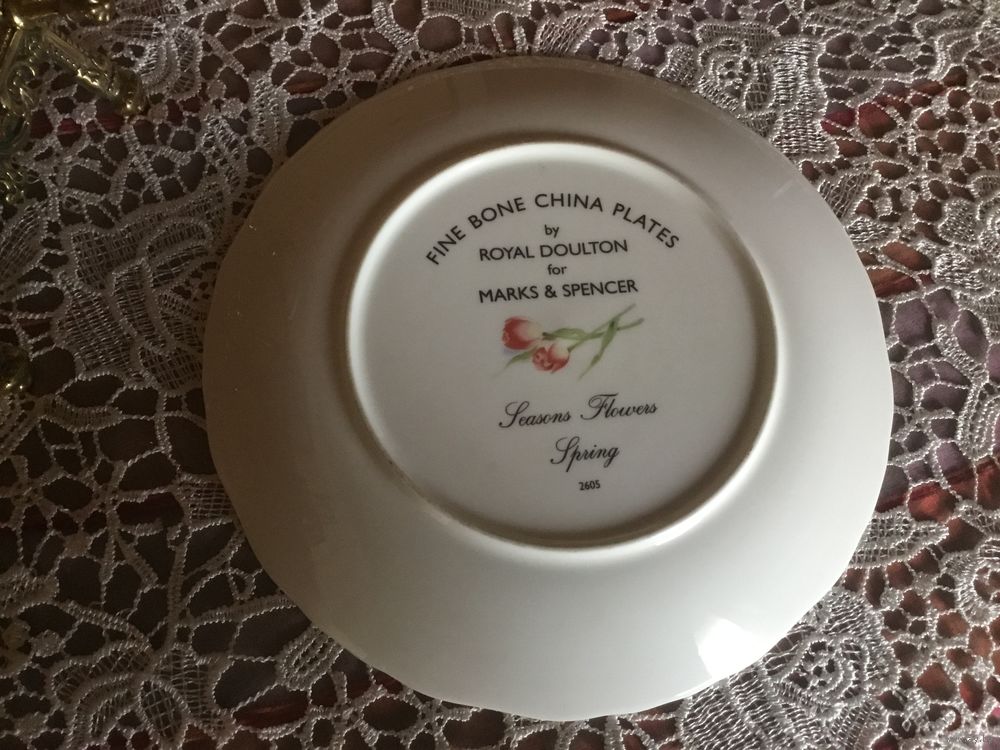 FINE BONE CHINA PLATES
by
ROYAL DOULTON
for
MARKS & SPENCER
Seasons Flowers
Spring
2605